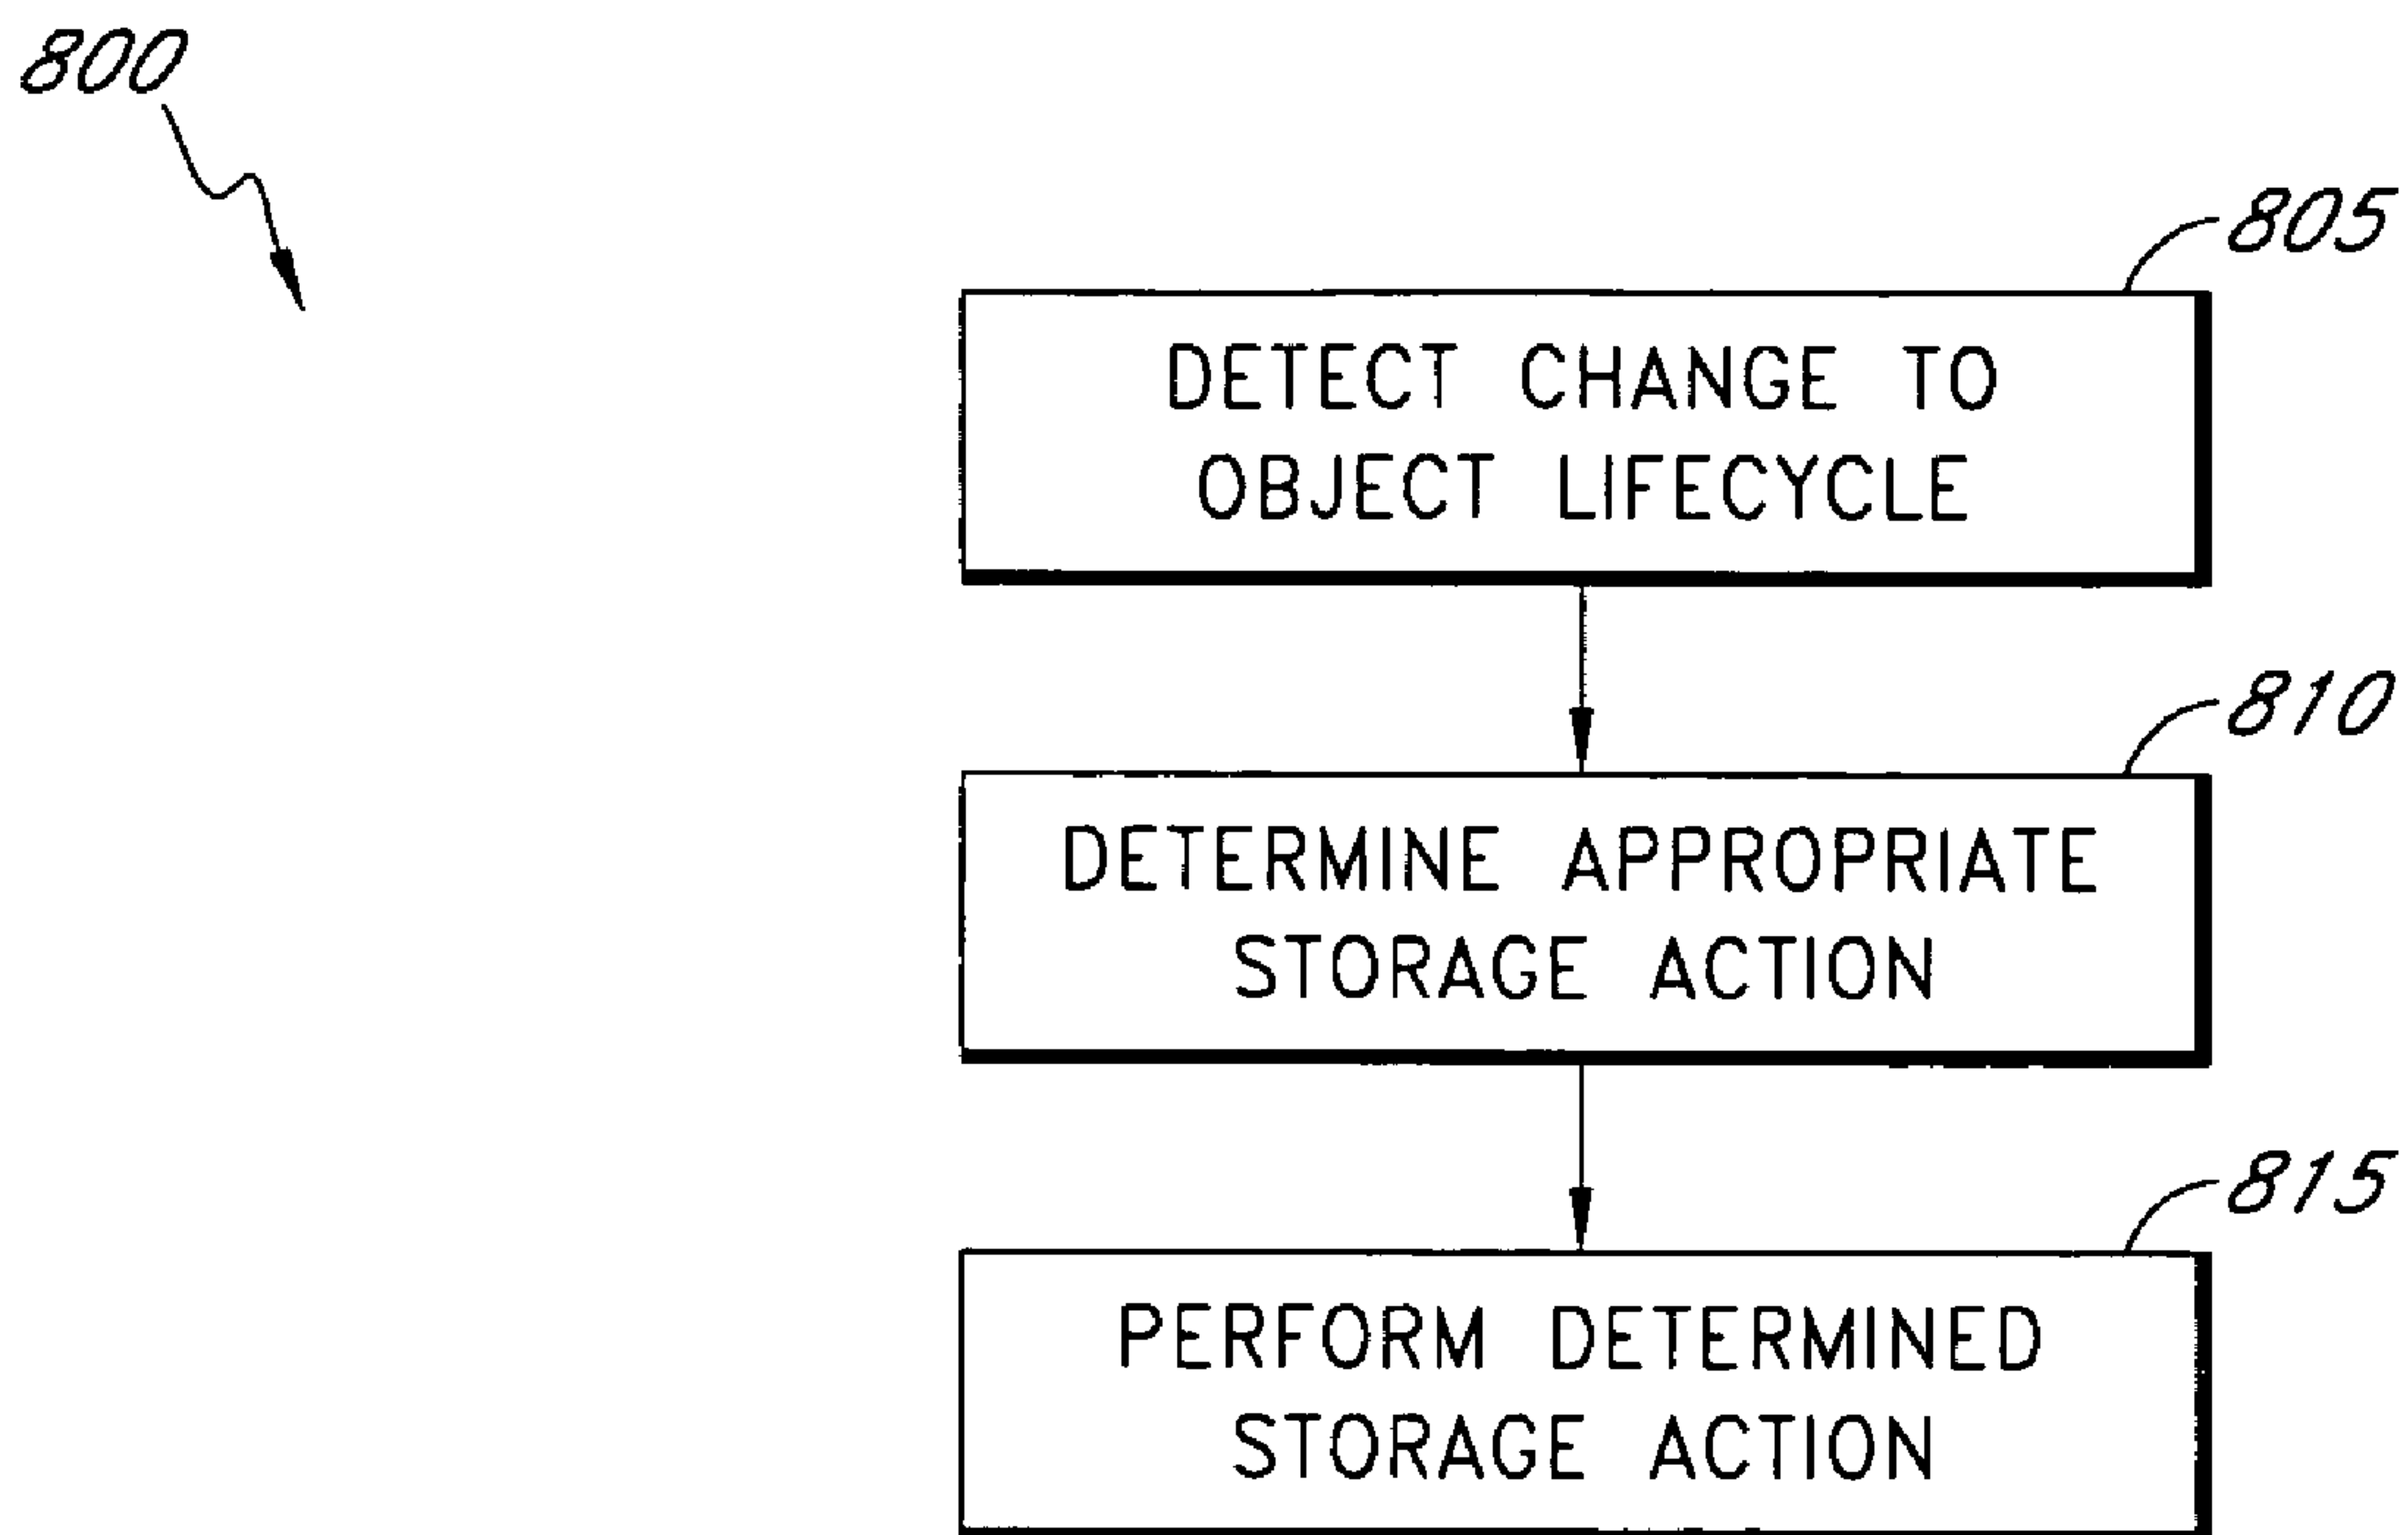 800
805
DETECT CHANGE TO
OBJECT LIFECYCLE
810
DETERMINE APPROPRIATE
STORAGE ACTION
815
PERFORM DETERMINED
STORAGE ACTION